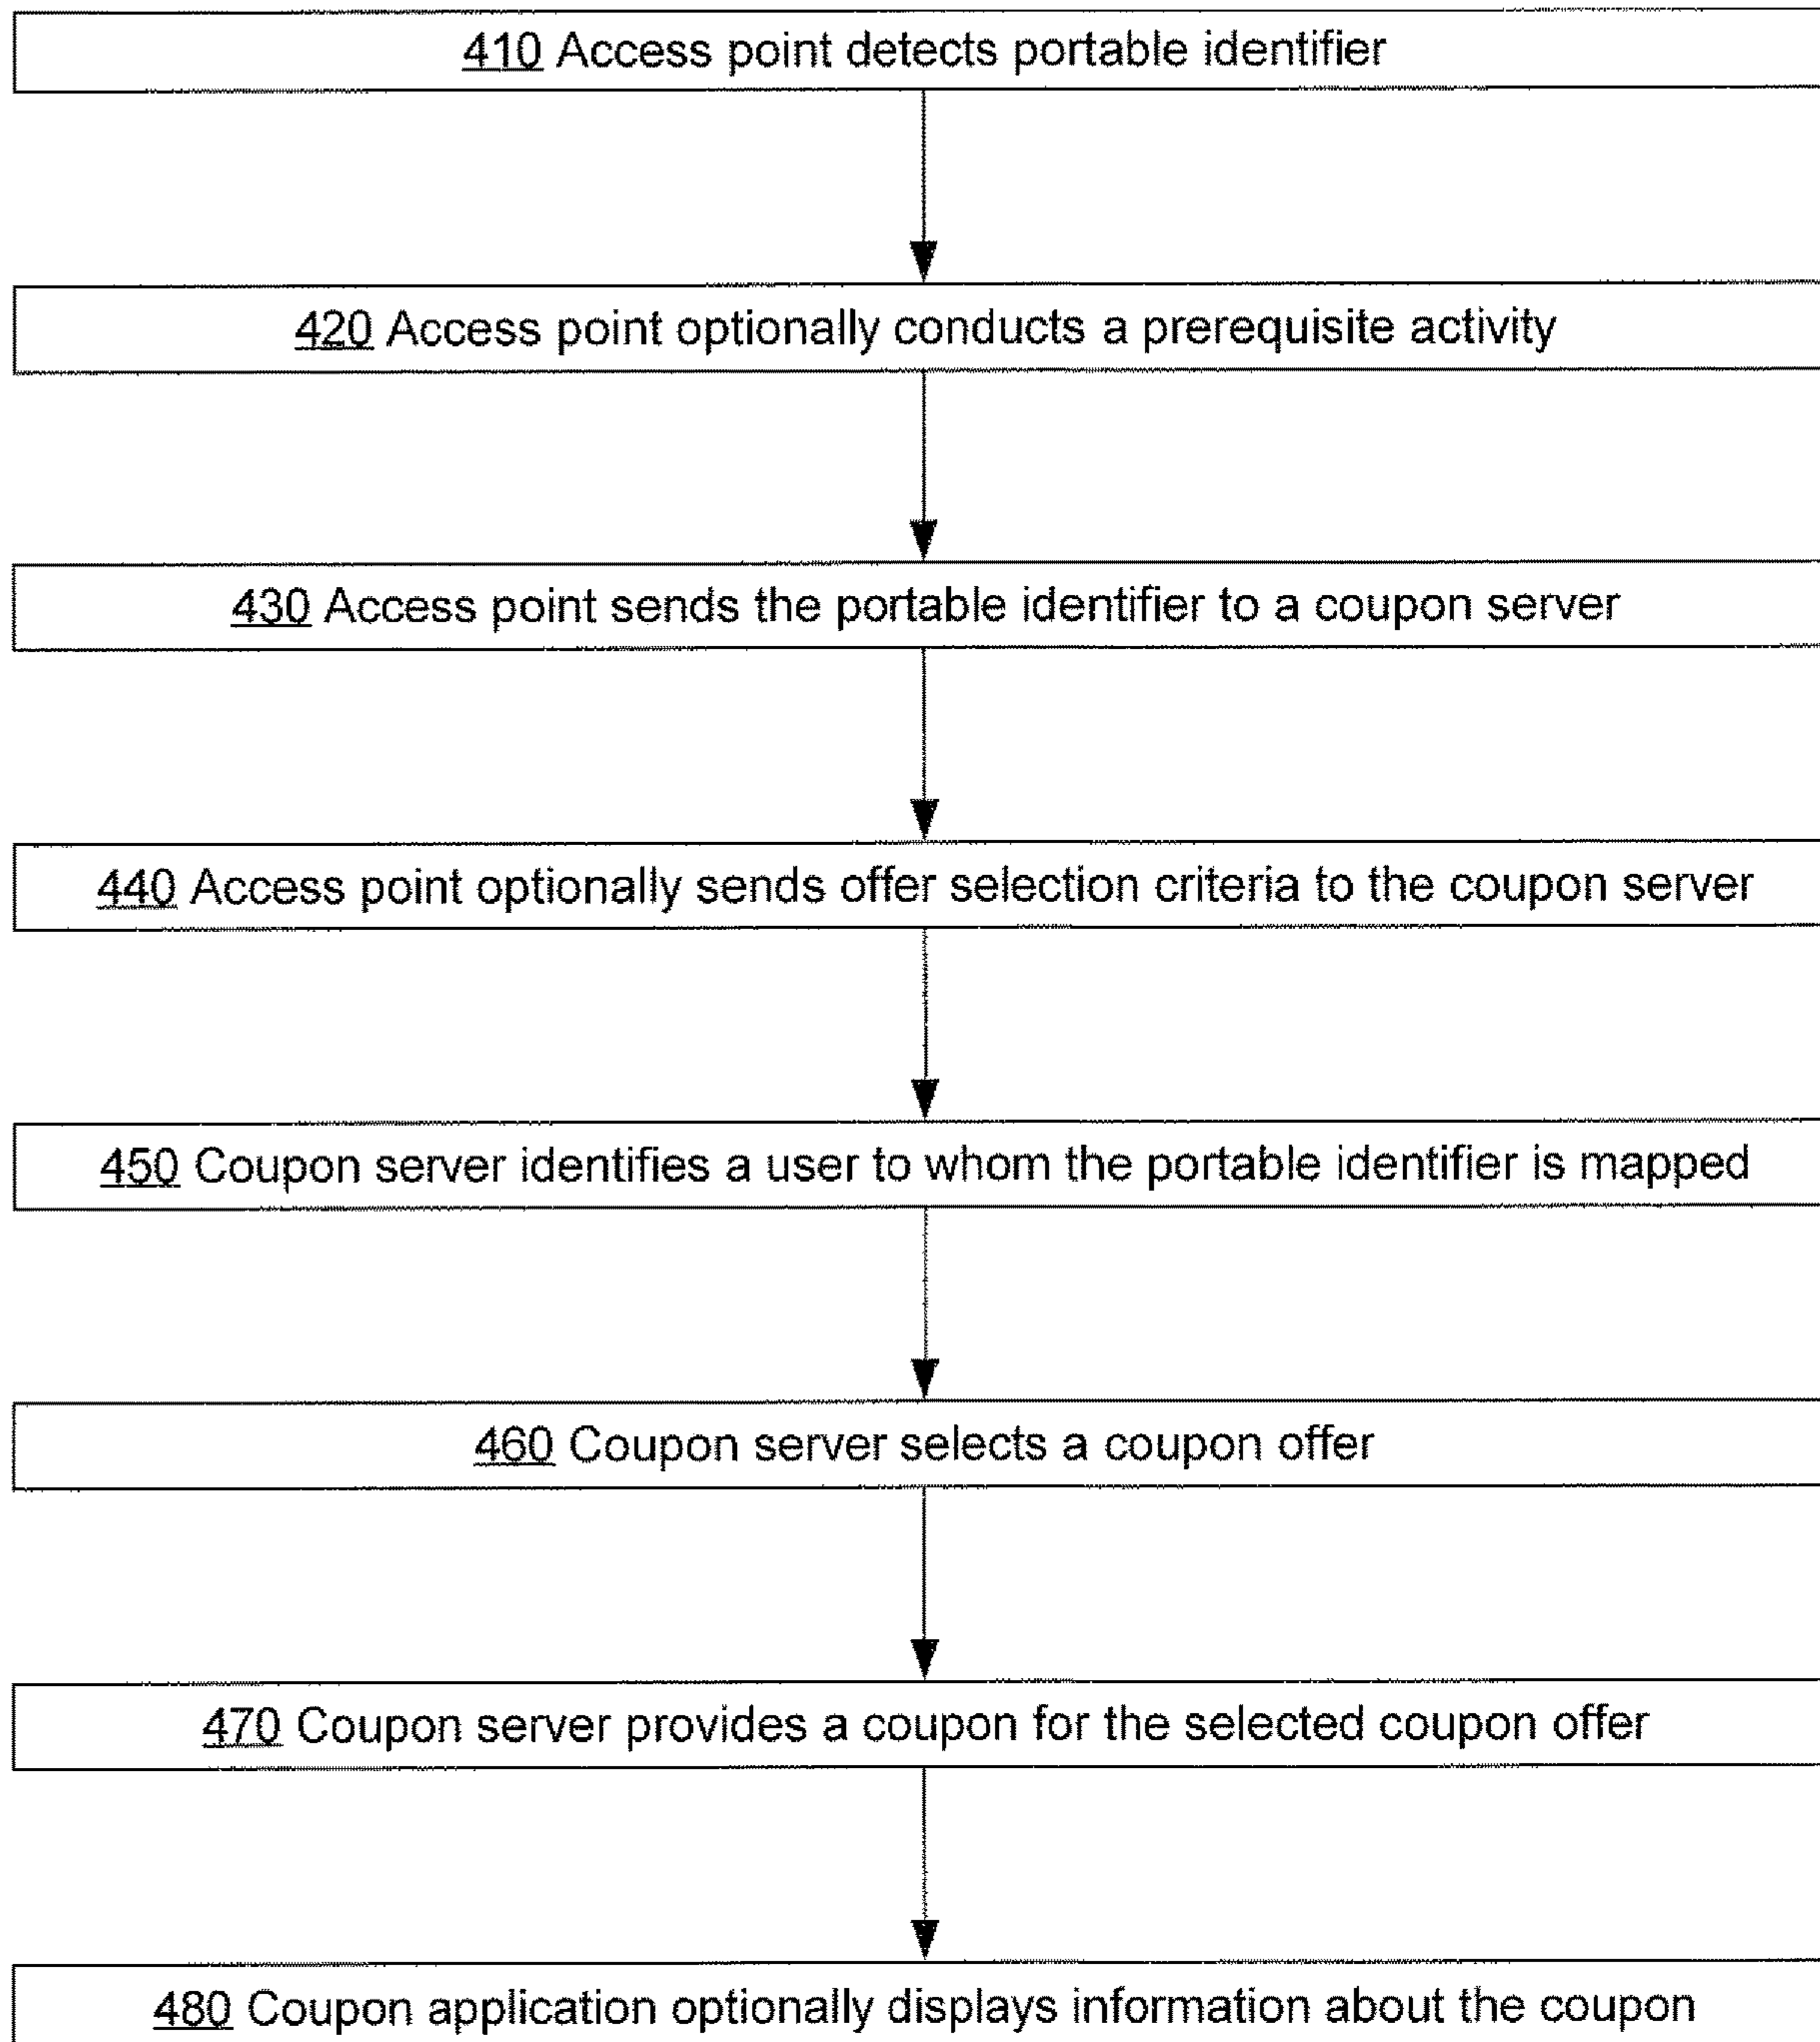 410 Access point detects portable identifier
420 Access point optionally conducts a prerequisite activity
430 Access point sends the portable identifier to a coupon server
440 Access point optionally sends offer selection criteria to the coupon server
450 Coupon server identifies a user to whom the portable identifier is mapped
460 Coupon server selects a coupon offer
470 Coupon server provides a coupon for the selected coupon offer
480 Coupon application optionally displays information about the coupon